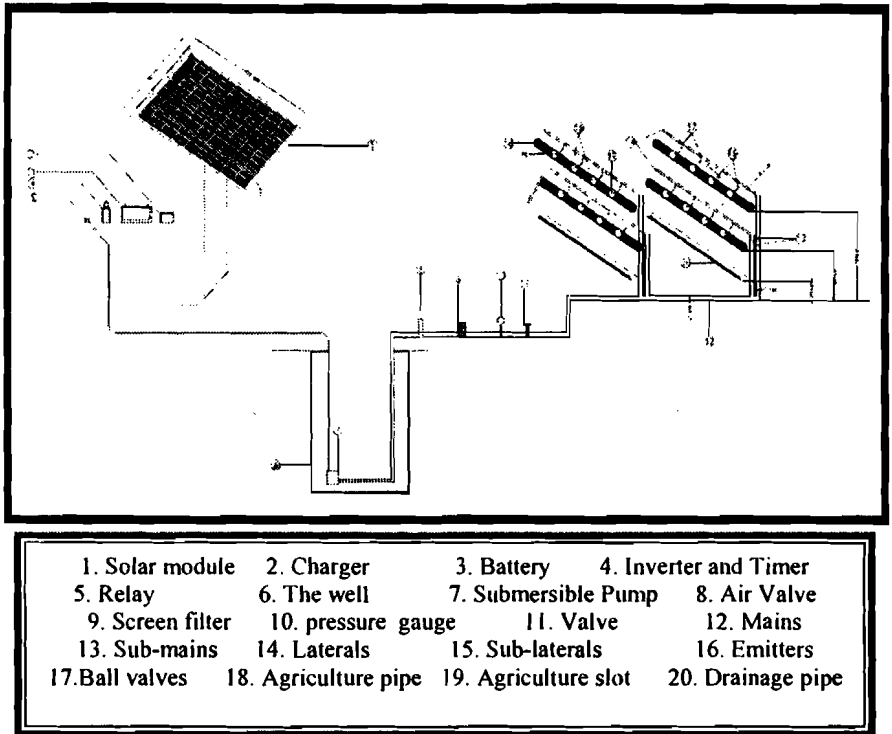 1. Solar module 2. Charger 3. Battery 4. Inverter and Timer
5. Relay 6. The well 7. Submersible Pump 8. Air Valve
9. Screen filter 10. pressure gauge 11. Valve 12. Mains
13. Sub-mains 14. Laterals 15. Sub-laterals 16. Emitters
17.Ball valves 18. Agriculture pipe 19. Agriculture slot 20. Drainage pipe